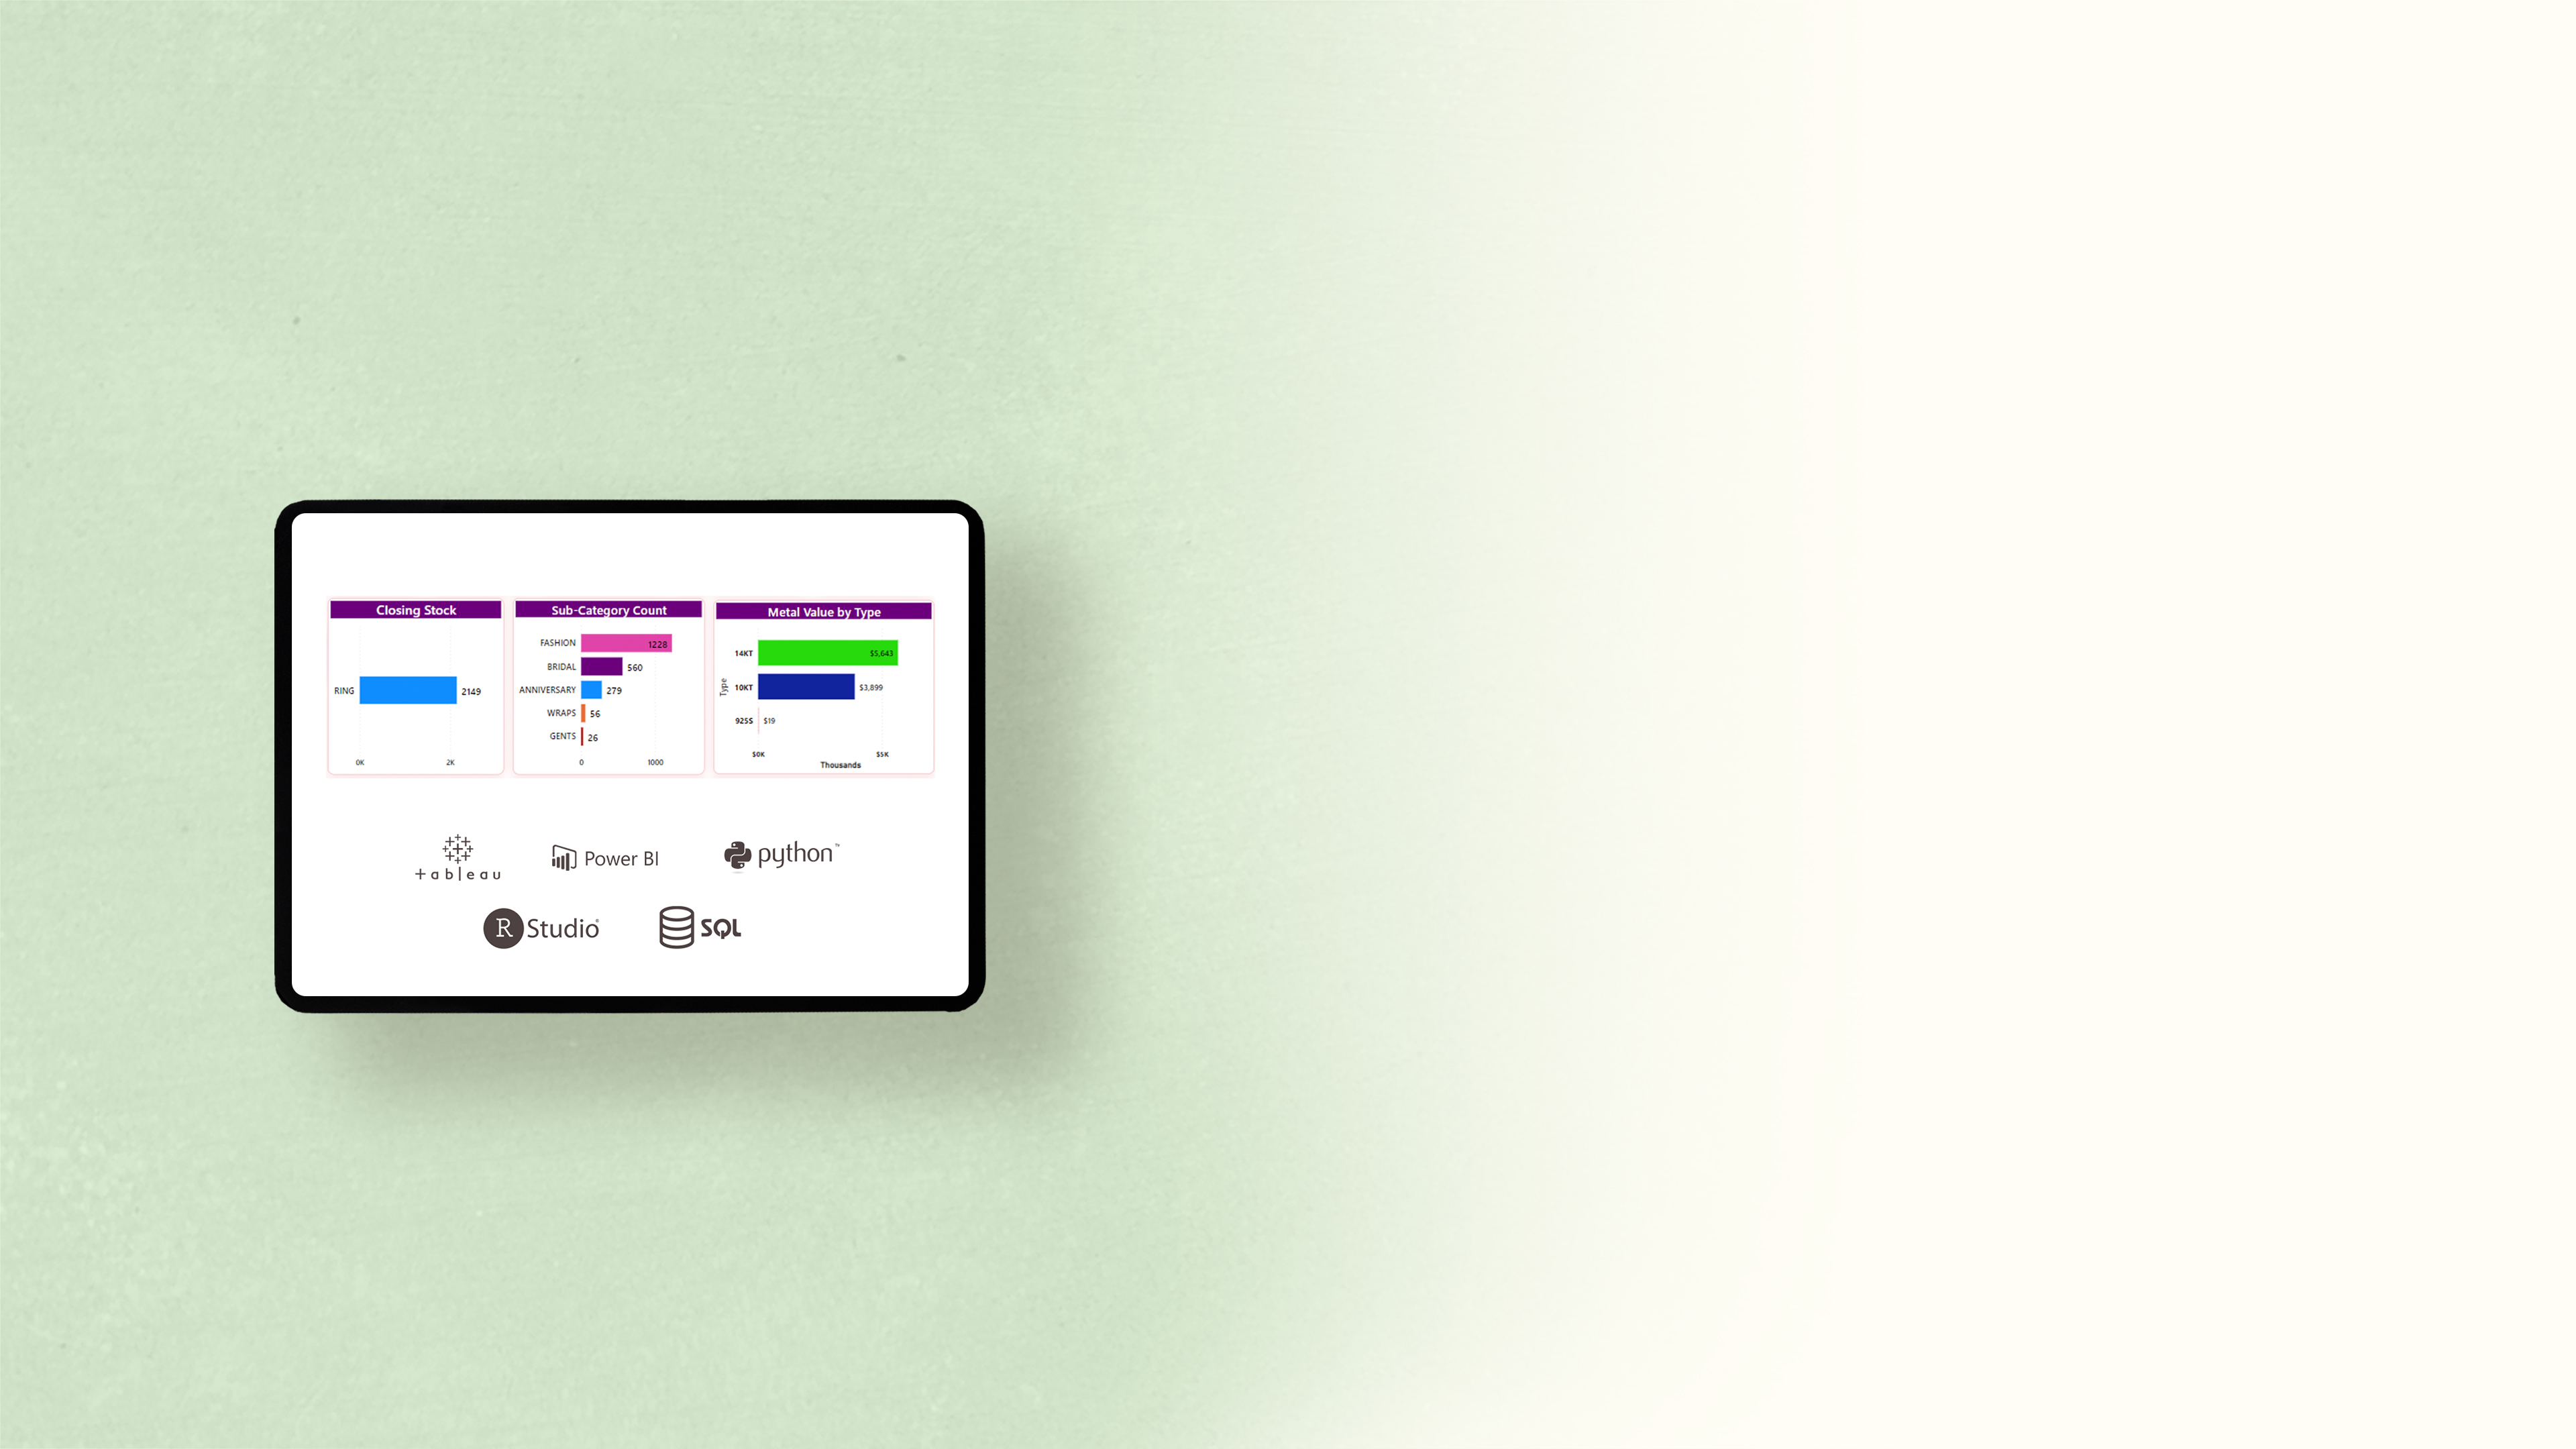 Closing Stock
RING
2149
0K 2K
Sub-Category Count
FASHION 1228
BRIDAL 560
ANNIVERSARY 279
WRAPS 56
GENTS 26
0 1000
Metal Value by Type
Type
14KT $5,643
10KT $3,899
925S $19
$0K $5K
Thousands
+ableau
Power BI
python™
R Studio®
SQL